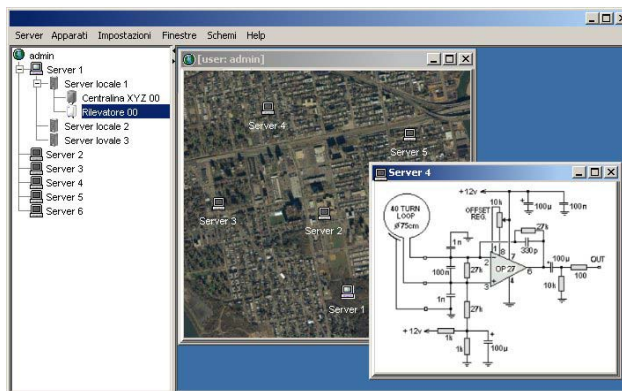 Server Apparati Impostazioni Finestre Schemi Help
admin
Server 1
Server locale 1
Centralina XYZ 00
Rilevatore 00
Server locale 2
Server lovale 3
Server 2
Server 3
Server 4
Server 5
Server 6
[user: admin]
Server 4
Server 5
Server 3
Server 2
Server 1
Server 4
+12v
100µ
100n
40 TURN
LOOP
Ø75cm
OFFSET
REG.
10k
27k
330p
1n
1
8
7
2
100n
27k
OP 27
6
100µ
100
OUT
3
4
10k
1n
27k
+12v
1k
1k
100µ